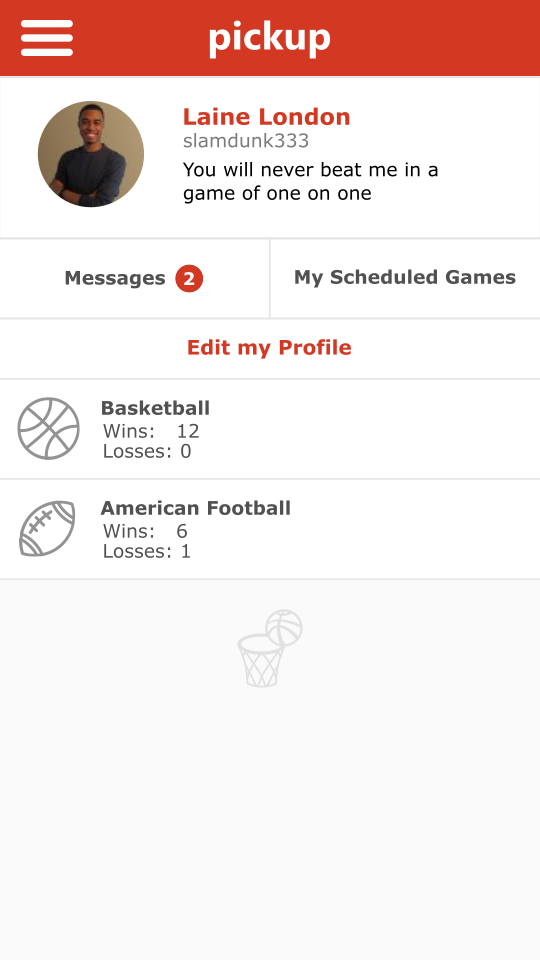 pickup
Laine London
slamdunk333
You will never beat me in a
game of one on one
Messages 2
My Scheduled Games
Edit my Profile
Basketball
Wins: 12
Losses: 0
American Football
Wins: 6
Losses: 1